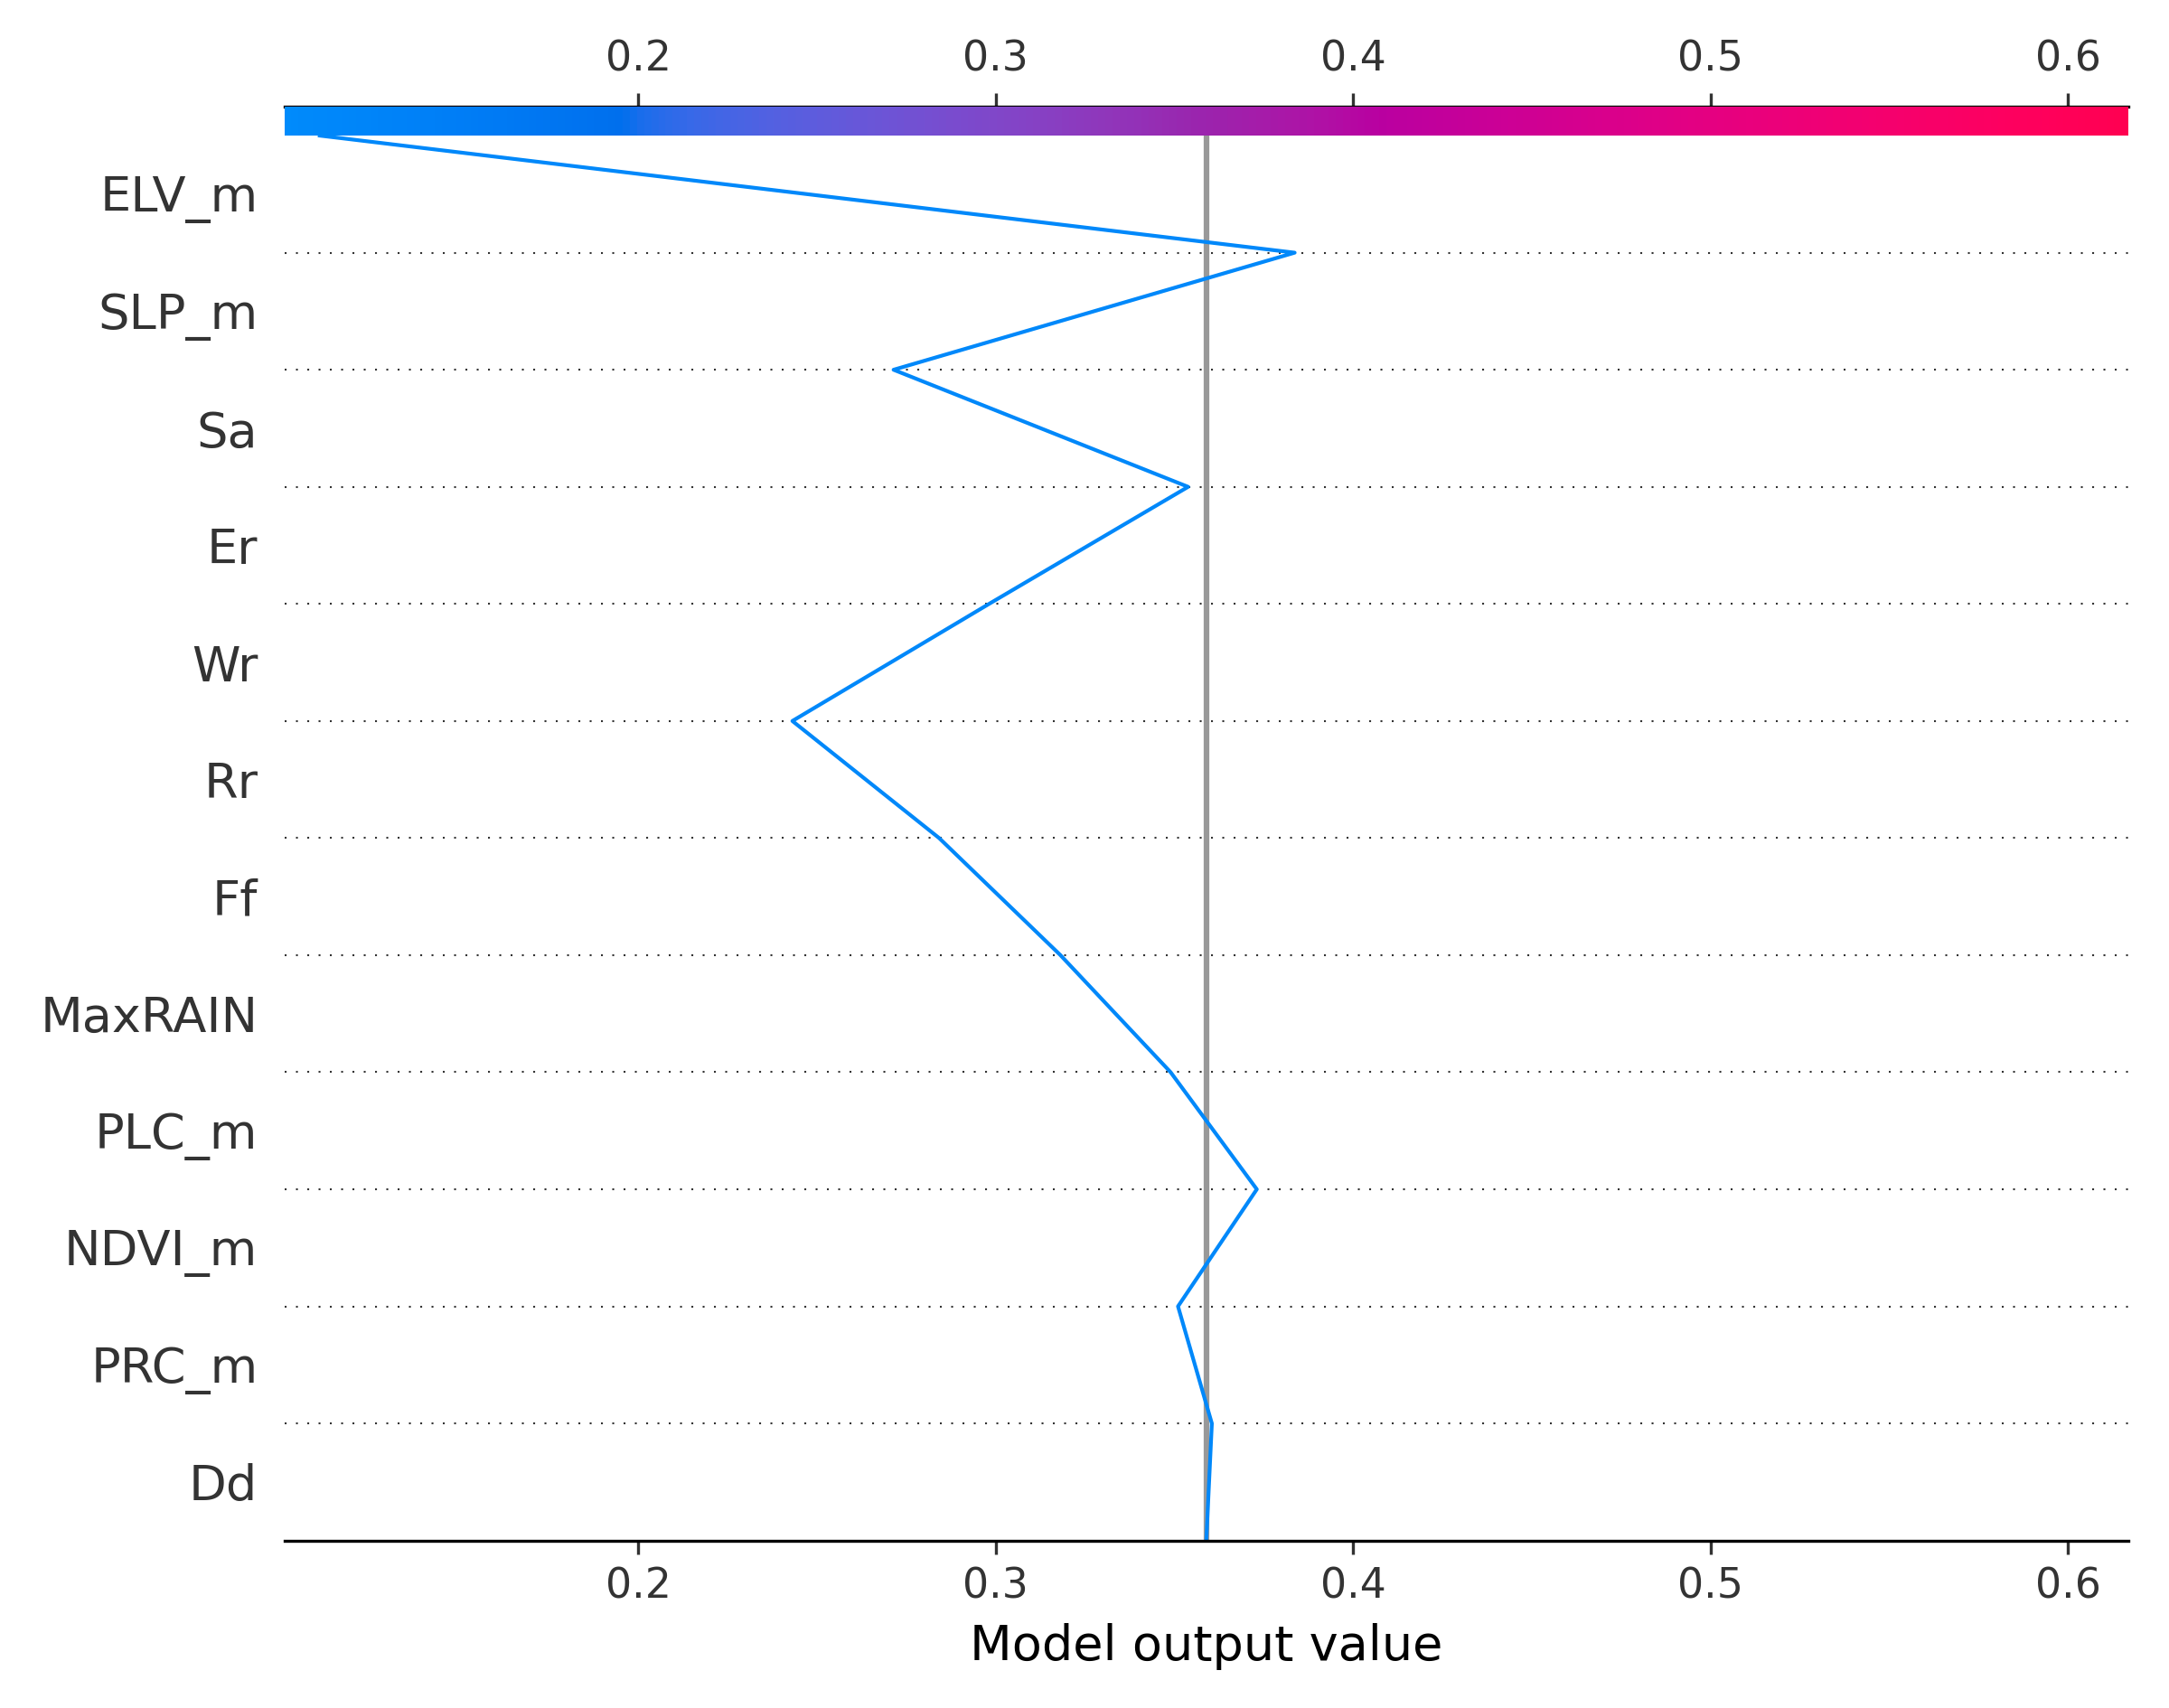 0.2 0.3 0.4 0.5 0.6
ELV_m
SLP_m
Sa
Er
Wr
Rr
Ff
MaxRAIN
PLC_m
NDVI_m
PRC_m
Dd
0.2 0.3 0.4 0.5 0.6
Model output value